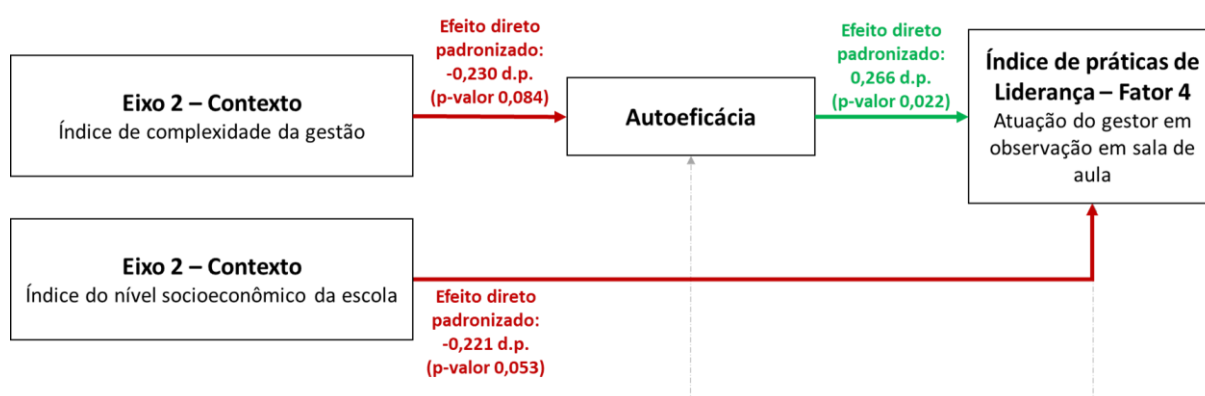 Eixo 2 – Contexto
Índice de complexidade da gestão
Efeito direto
padronizado:
-0,230 d.p.
(p-valor 0,084)
Autoeficácia
Efeito direto
padronizado:
0,266 d.p.
(p-valor 0,022)
Índice de práticas de
Liderança – Fator 4
Atuação do gestor em
observação em sala de
aula
Eixo 2 – Contexto
Índice do nível socioeconômico da escola
Efeito direto
padronizado:
-0,221 d.p.
(p-valor 0,053)